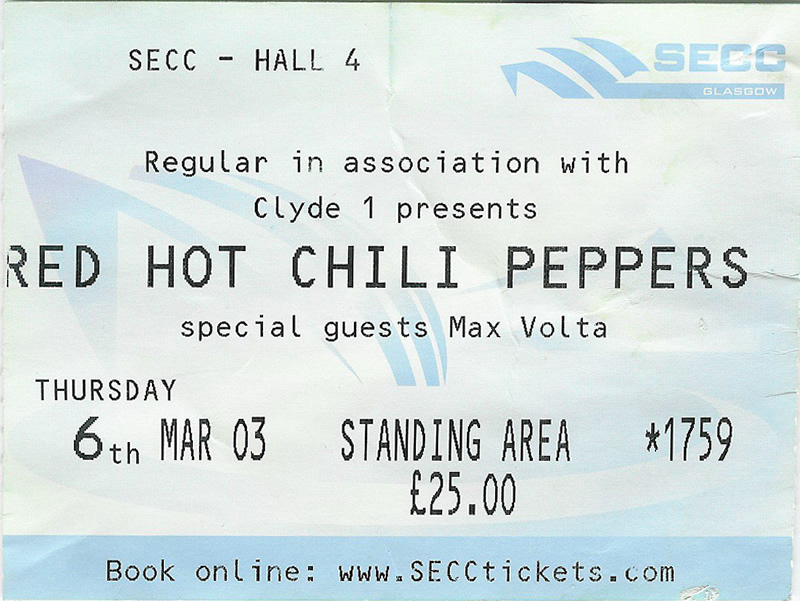 SECC - HALL 4
SECC
GLASGOW
Regular in association with
Clyde 1 presents
RED HOT CHILI PEPPERS
special guests Max Volta
THURSDAY
6th MAR 03 STANDING AREA *1759
£25.00
Book online: www.SECCtickets.com